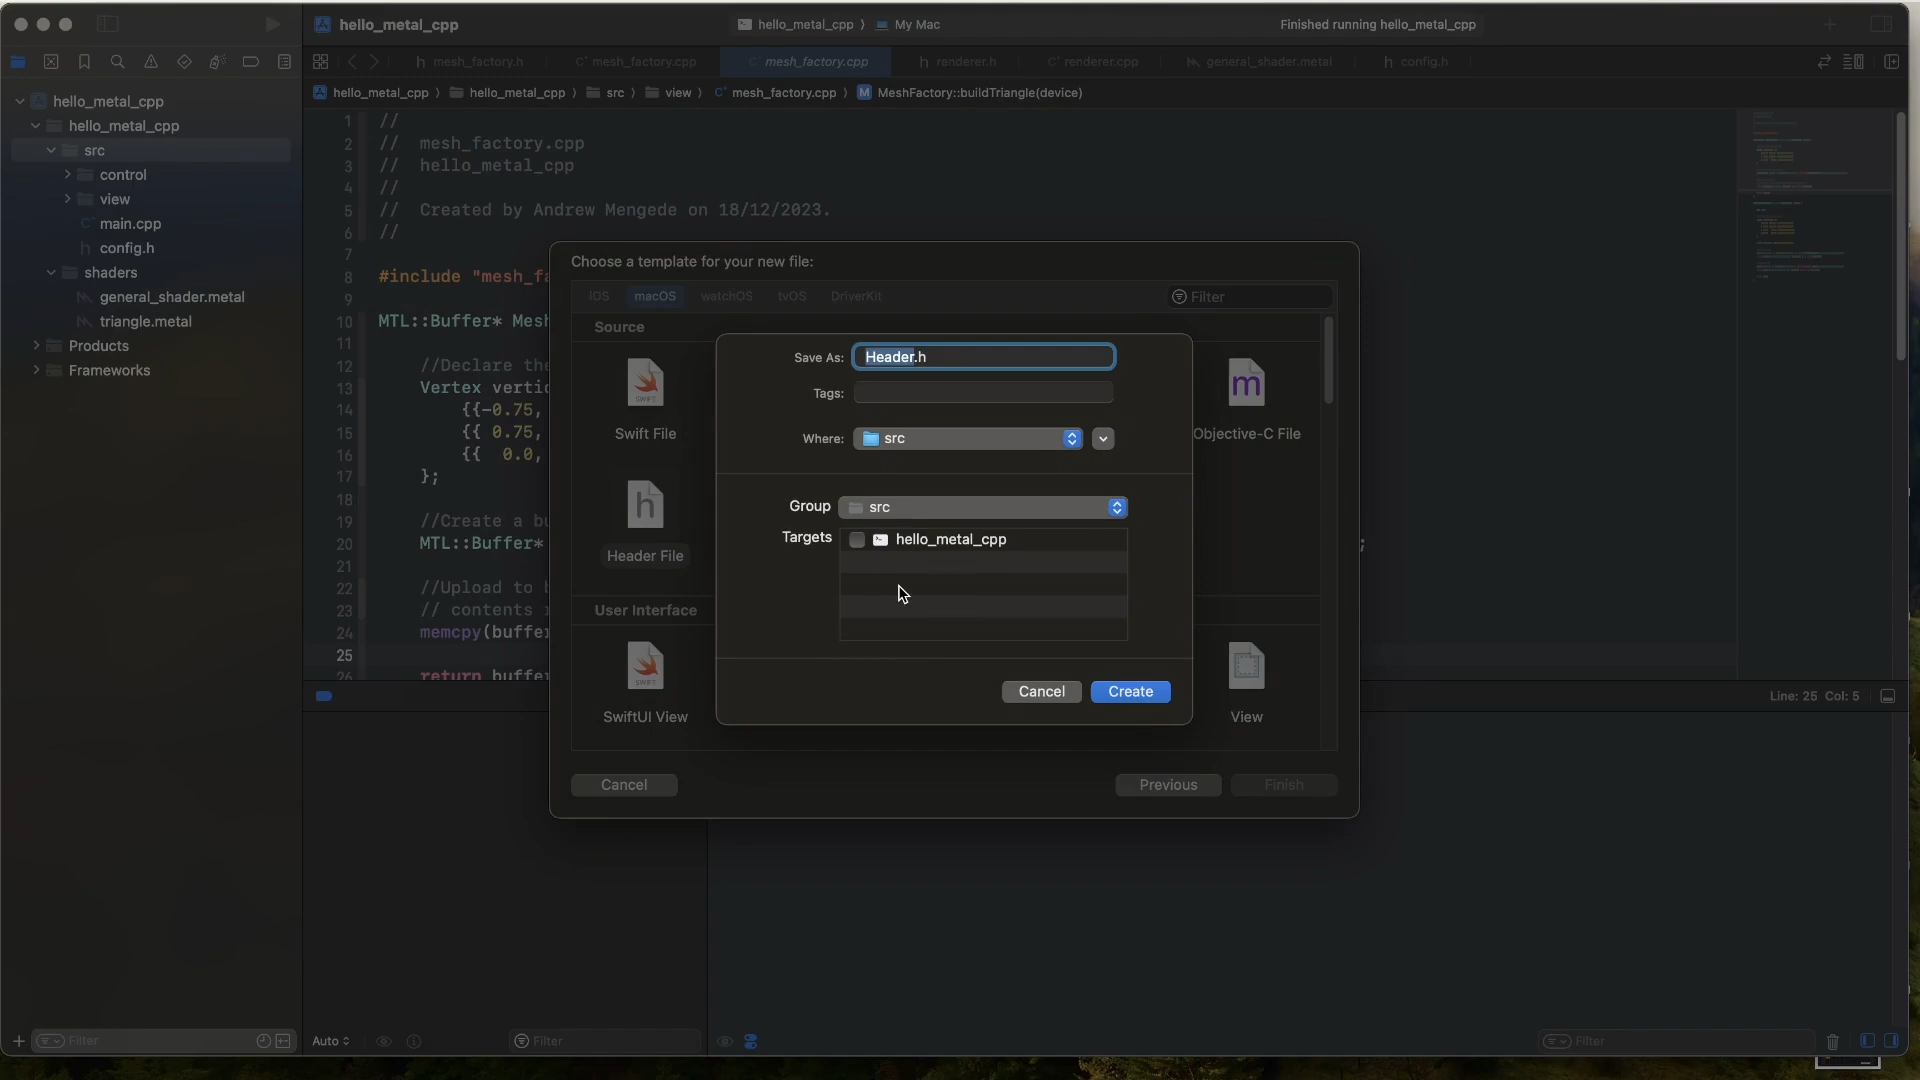 hello_metal_cpp
hello_metal_cpp 〉 My Mac
Finished running hello_metal_cpp
h mesh_factory.h
C mesh_factory.cpp
mesh_factory.cpp
h renderer.h
C renderer.cpp
general_shader.metal
h config.h
hello_metal_cpp 〉 hello_metal_cpp 〉 src 〉 view 〉 C mesh_factory.cpp 〉 M MeshFactory::buildTriangle(device)
hello_metal_cpp
hello_metal_cpp
src
control
view
C main.cpp
h config.h
shaders
general_shader.metal
triangle.metal
Products
Frameworks
1 //
2 // mesh_factory.cpp
3 // hello_metal_cpp
4 //
5 // Created by Andrew Mengede on 18/12/2023.
6 //
7
8 #include "mesh_fa
9
10 MTL::Buffer* Mesh
11
12 //Declare the
13 Vertex vertic
14 {{-0.75,
15 {{ 0.75,
16 {{ 0.0,
17 };
18
19 //Create a bu
20 MTL::Buffer* ;
21
22 //Upload to b
23 // contents
24 memcpy(buffer
25
26 return buffer
Choose a template for your new file:
iOS macOS watchOS tvOS DriverKit
Filter
Source
SWIFT
Swift File
m
Objective-C File
h
Header File
User Interface
SWIFT
SwiftUI View
View
Cancel
Previous
Finish
Save As: Header.h
Tags:
Where: src
Group src
Targets hello_metal_cpp
Cancel
Create
Line: 25 Col: 5
Filter
Auto
Filter
Filter